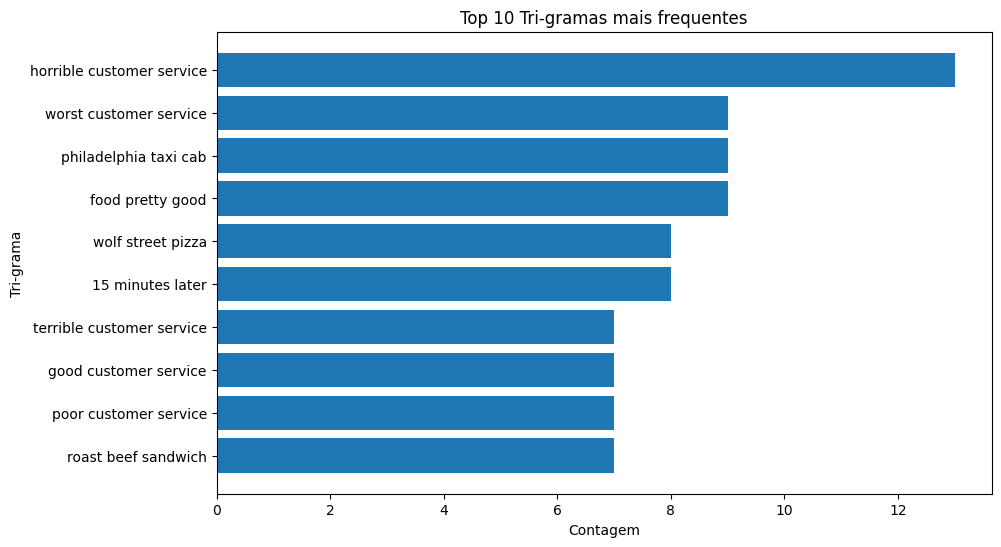 Top 10 Tri-gramas mais frequentes
Tri-grama
horrible customer service
worst customer service
philadelphia taxi cab
food pretty good
wolf street pizza
15 minutes later
terrible customer service
good customer service
poor customer service
roast beef sandwich
0 2 4 6 8 10 12
Contagem